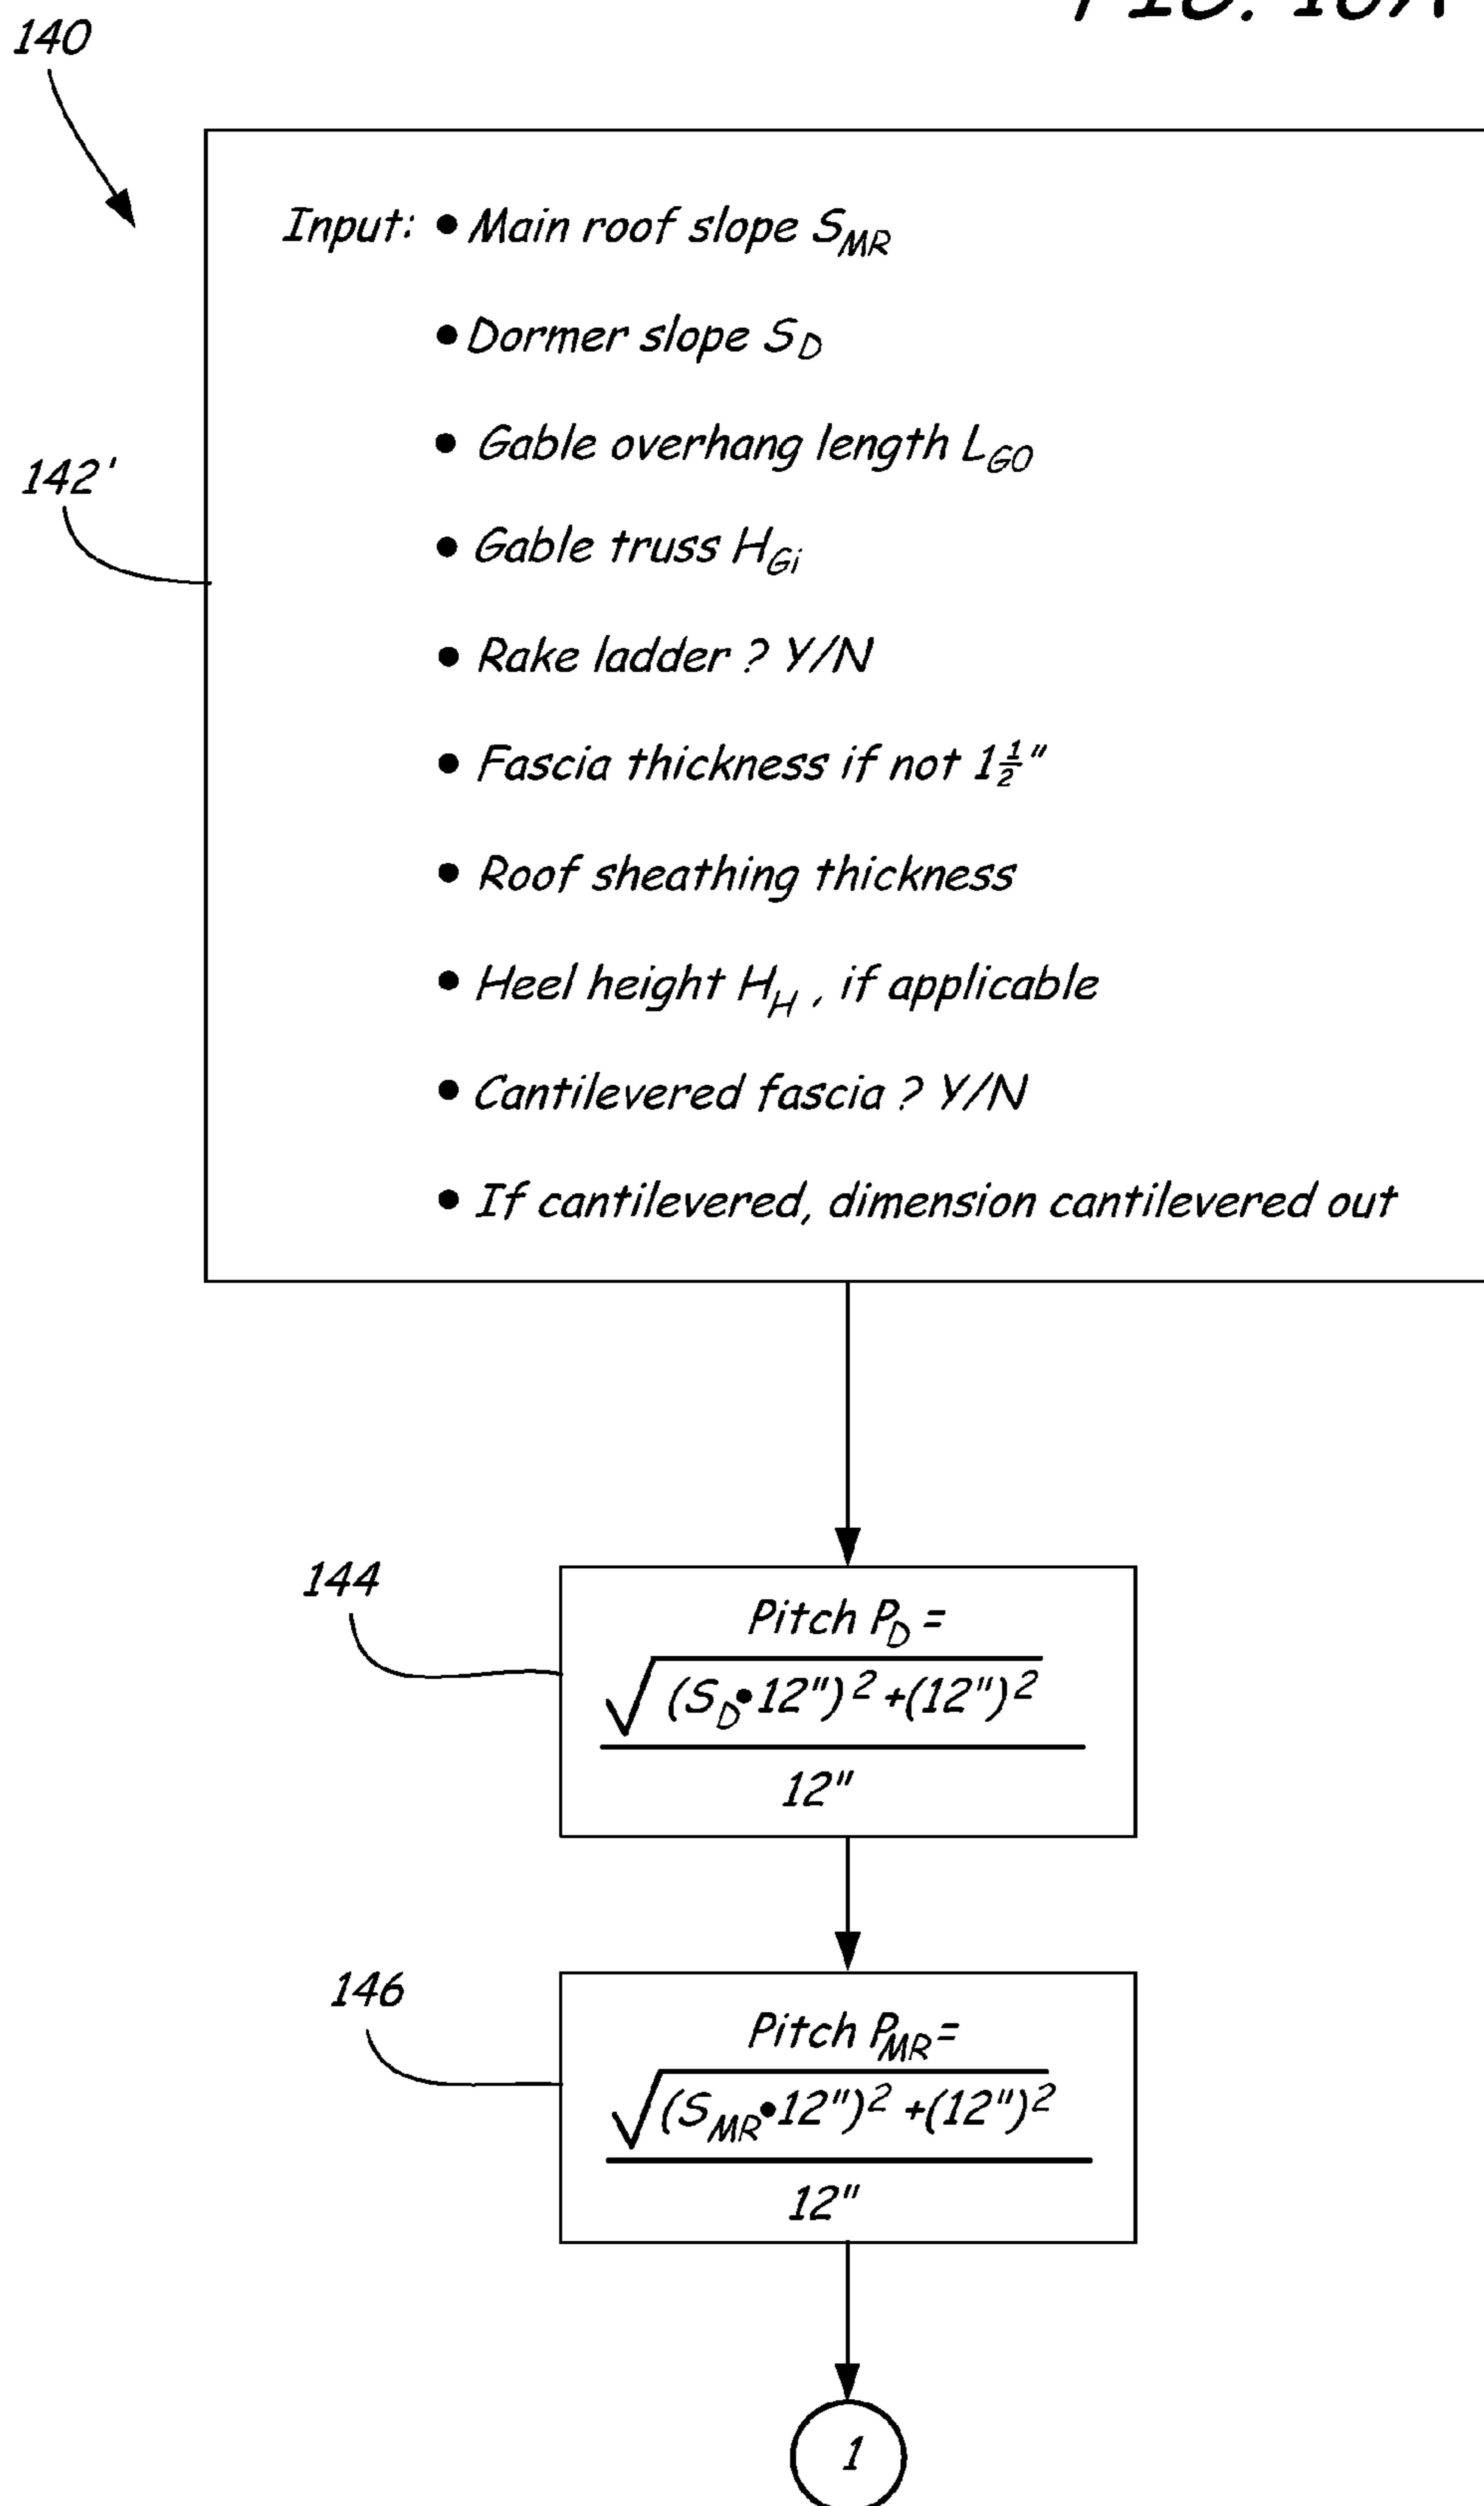 140
Input: • Main roof slope S_MR
• Dormer slope S_D
• Gable overhang length L_GO
142'
• Gable truss H_Gi
• Rake ladder ? Y/N
• Fascia thickness if not 1 1/2"
• Roof sheathing thickness
• Heel height H_H , if applicable
• Cantilevered fascia ? Y/N
• If cantilevered, dimension cantilevered out
144
Pitch P_D =
√(S_D•12")² +(12")²
12"
146
Pitch P_MR =
√(S_MR•12")² +(12")²
12"
1